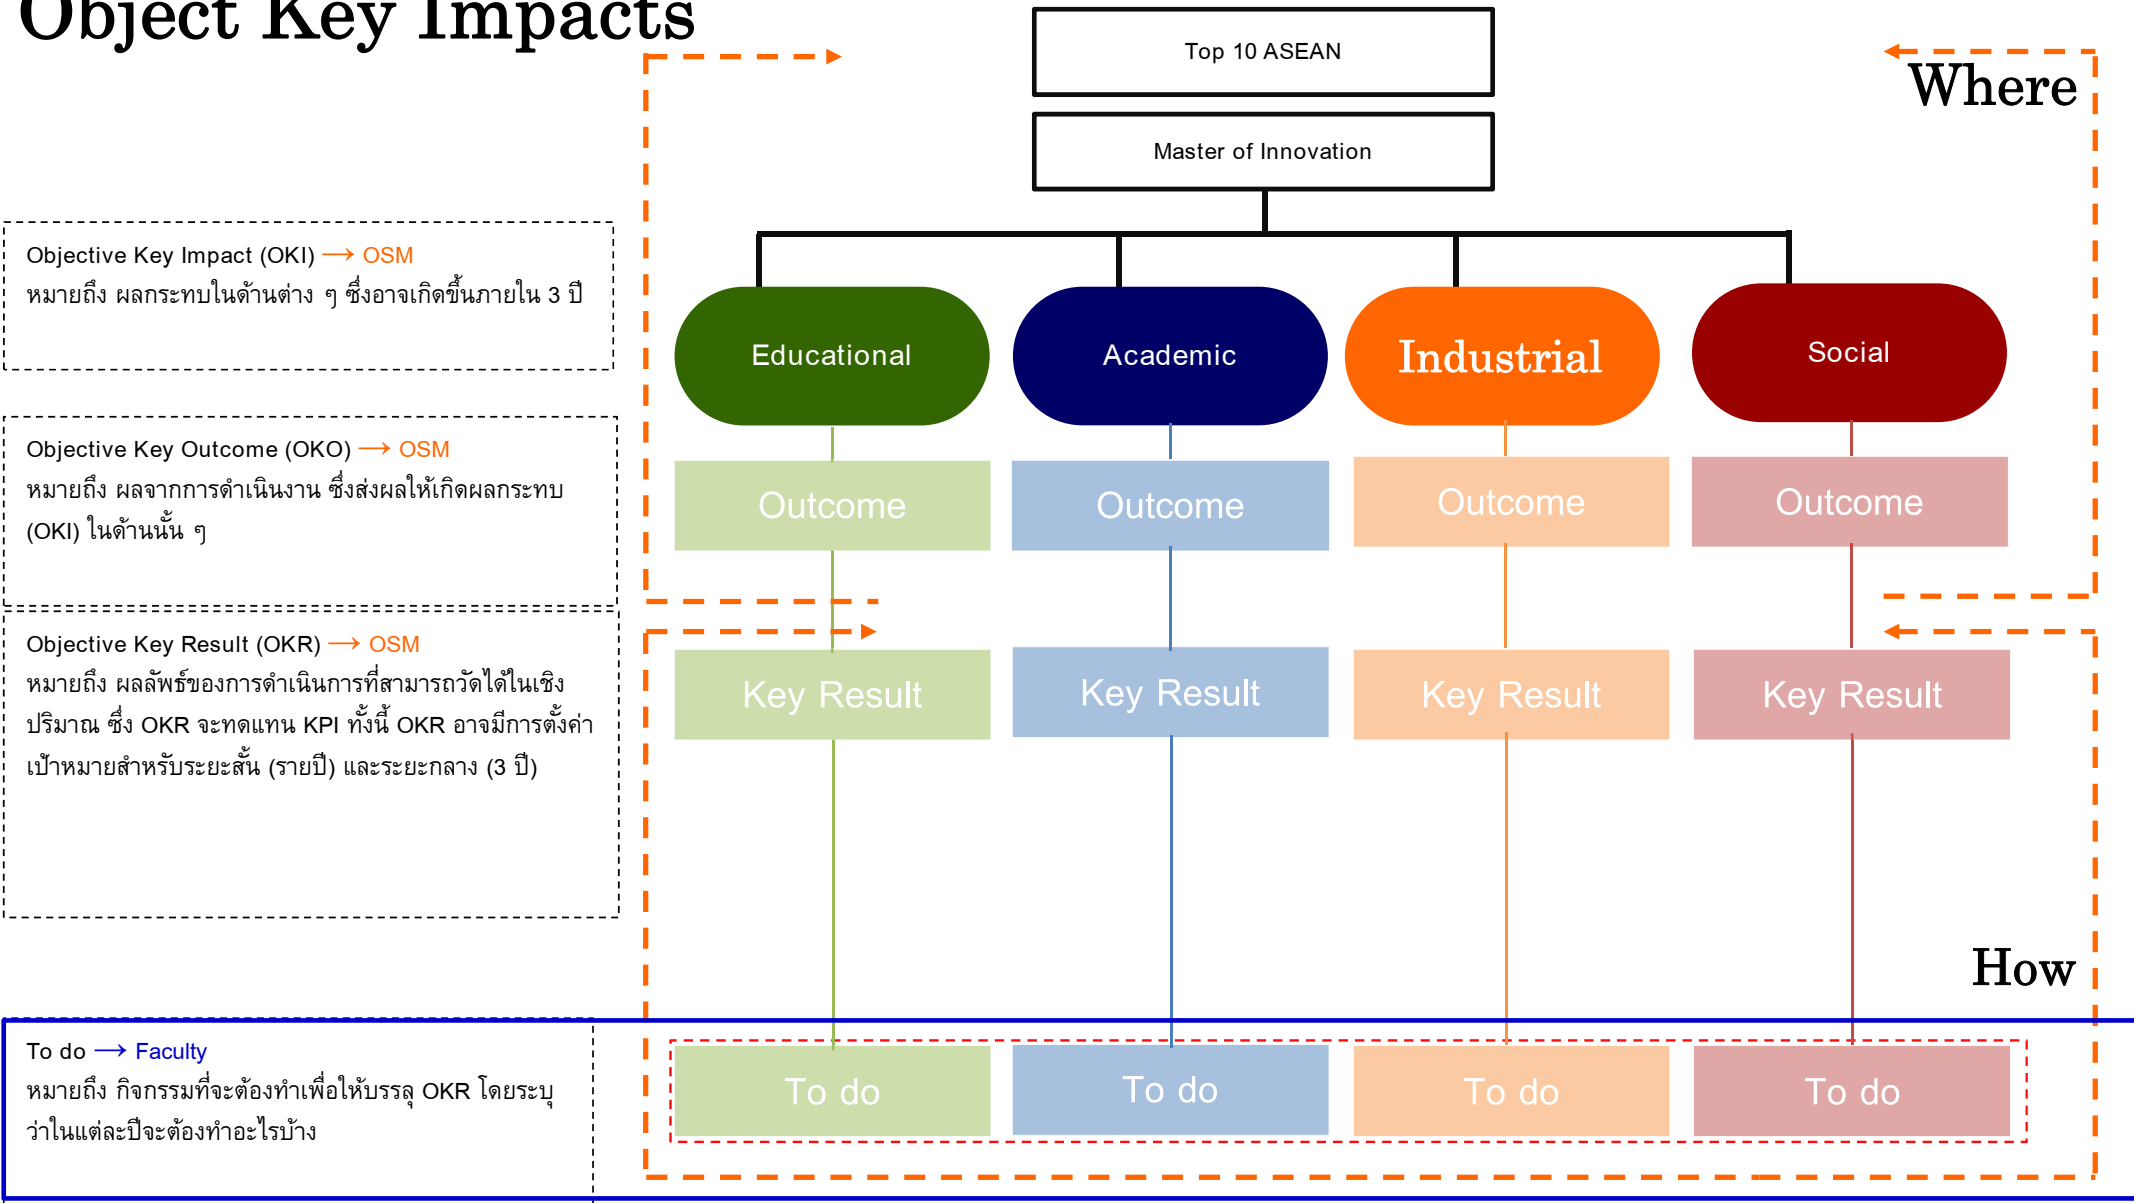 Object Key Impacts
Top 10 ASEAN
Where
Master of Innovation
Objective Key Impact (OKI) → OSM
หมายถึง ผลกระทบในด้านต่าง ๆ ซึ่งอาจเกิดขึ้นภายใน 3 ปี
Educational
Academic
Industrial
Social
Objective Key Outcome (OKO) → OSM
หมายถึง ผลจากการดำเนินงาน ซึ่งส่งผลให้เกิดผลกระทบ
(OKI) ในด้านนั้น ๆ
Outcome
Outcome
Outcome
Outcome
Objective Key Result (OKR) → OSM
หมายถึง ผลลัพธ์ของการดำเนินการที่สามารถวัดได้ในเชิง
ปริมาณ ซึ่ง OKR จะทดแทน KPI ทั้งนี้ OKR อาจมีการตั้งค่า
เป้าหมายสำหรับระยะสั้น (รายปี) และระยะกลาง (3 ปี)
Key Result
Key Result
Key Result
Key Result
How
To do → Faculty
หมายถึง กิจกรรมที่จะต้องทำเพื่อให้บรรลุ OKR โดยระบุ
ว่าในแต่ละปีจะต้องทำอะไรบ้าง
To do
To do
To do
To do